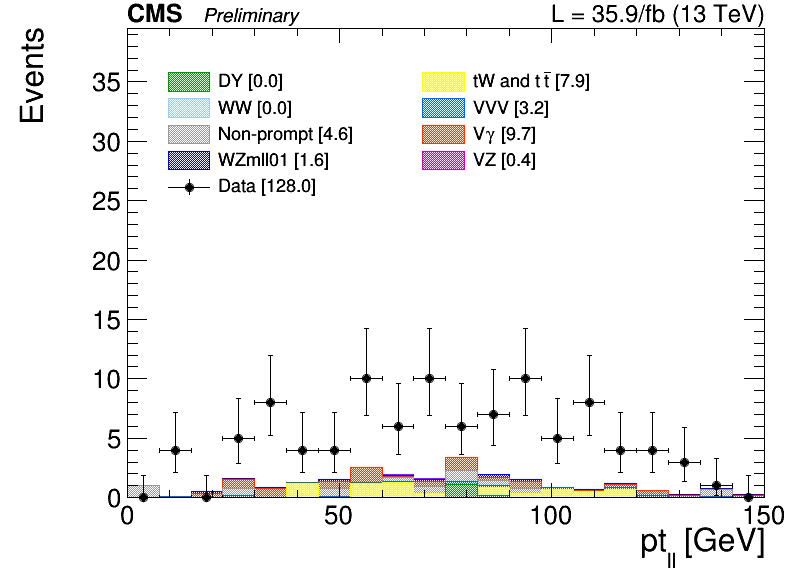 CMS Preliminary L = 35.9/fb (13 TeV)
Events
DY [0.0]
WW [0.0]
Non-prompt [4.6]
WZmll01 [1.6]
Data [128.0]
tW and tt̄ [7.9]
VVV [3.2]
Vγ [9.7]
VZ [0.4]
35
30
25
20
15
10
5
0
0 50 100 150
pt_ll [GeV]